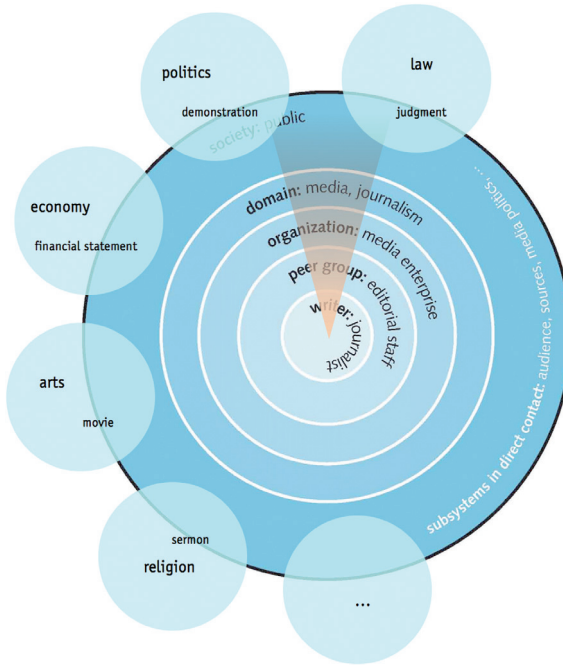 politics
demonstration
law
judgment
society: public
economy
financial statement
domain: media, journalism
organization: media enterprise
peer group: editorial staff
writer: journalist
subsystems in direct contact: audience, sources, media politics, ...
arts
movie
sermon
religion
...